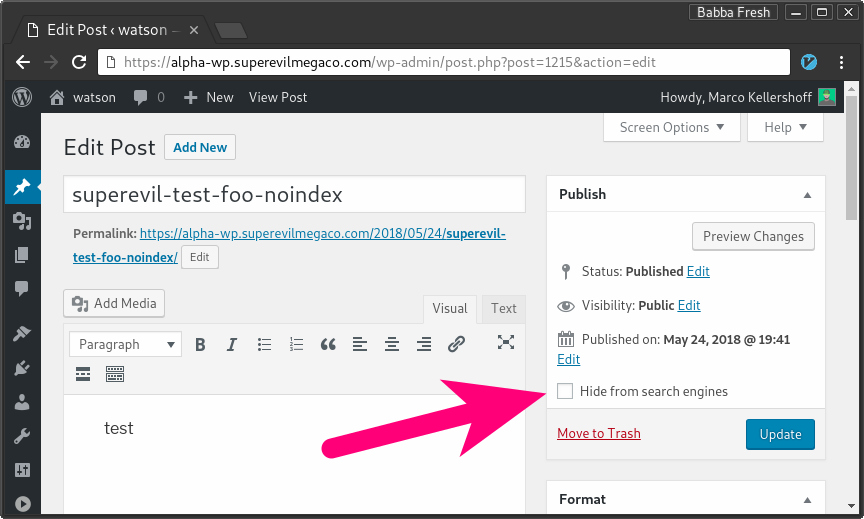 Babba Fresh
Edit Post ‹ watson —
https://alpha-wp.superevilmegaco.com/wp-admin/post.php?post=1215&action=edit
watson 0 New View Post Howdy, Marco Kellershoff
Screen Options Help
Edit Post Add New
superevil-test-foo-noindex
Permalink: https://alpha-wp.superevilmegaco.com/2018/05/24/superevil-
test-foo-noindex/ Edit
Add Media Visual Text
Paragraph B I
test
Publish
Preview Changes
Status: Published Edit
Visibility: Public Edit
Published on: May 24, 2018 @ 19:41
Edit
Hide from search engines
Move to Trash Update
Format